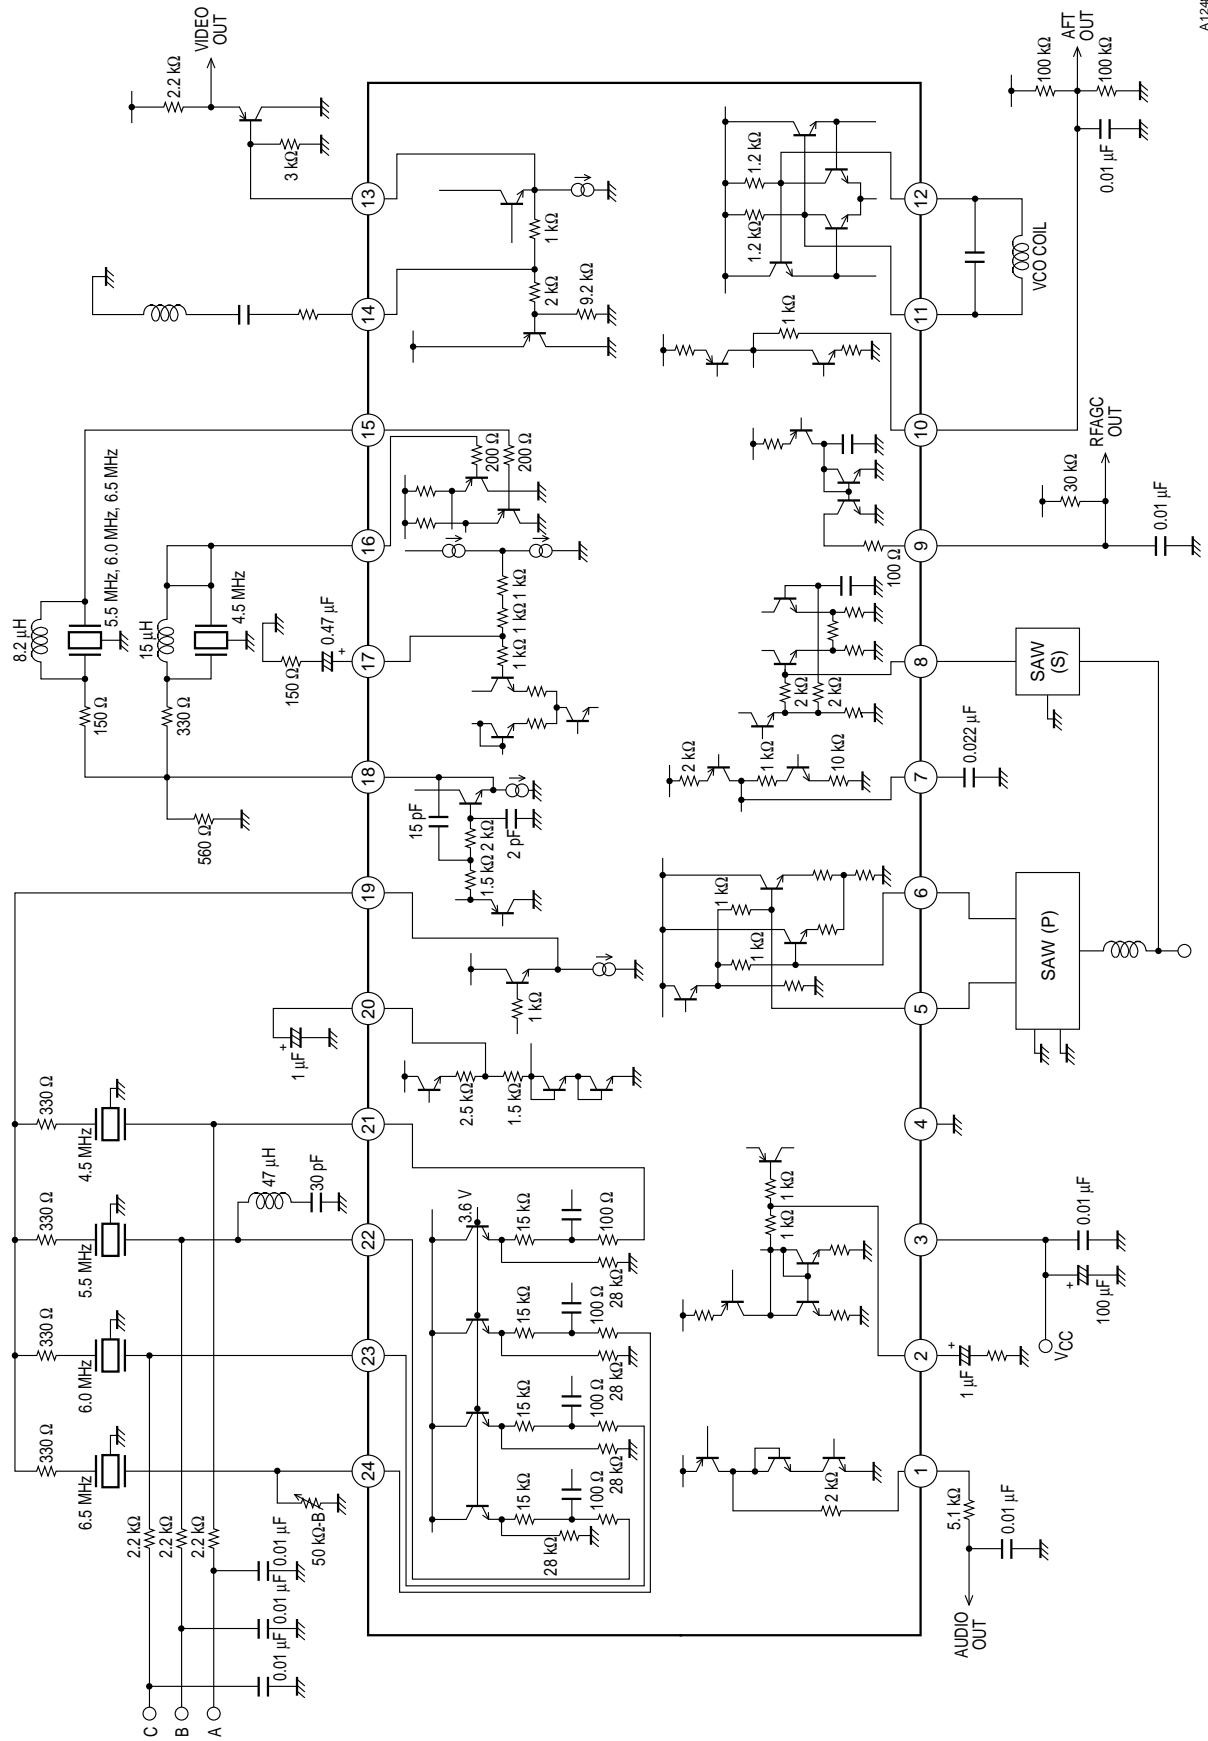 A124
VIDEO
OUT
2.2 kΩ
3 kΩ
13
14
15
16
17
18
19
20
21
22
23
24
8.2 μH
5.5 MHz, 6.0 MHz, 6.5 MHz
150 Ω
15 μH
4.5 MHz
330 Ω
150 Ω
0.47 μF
+
560 Ω
1 μF
+
330 Ω
4.5 MHz
47 μH
30 pF
330 Ω
5.5 MHz
330 Ω
6.0 MHz
330 Ω
6.5 MHz
2.2 kΩ
2.2 kΩ
2.2 kΩ
50 kΩ-B
0.01 μF
0.01 μF
0.01 μF
C
B
A
1 kΩ
2 kΩ
9.2 kΩ
200 Ω
200 Ω
1 kΩ
1 kΩ
1 kΩ
15 pF
1.5 kΩ
2 kΩ
2 pF
1 kΩ
2.5 kΩ
1.5 kΩ
3.6 V
15 kΩ
100 Ω
28 kΩ
15 kΩ
100 Ω
28 kΩ
15 kΩ
100 Ω
28 kΩ
15 kΩ
100 Ω
28 kΩ
1.2 kΩ
1.2 kΩ
1 kΩ
100 Ω
2 kΩ
2 kΩ
2 kΩ
1 kΩ
10 kΩ
1 kΩ
1 kΩ
1 kΩ
1 kΩ
2 kΩ
12
11
10
9
8
7
6
5
4
3
2
1
VCO COIL
100 kΩ
AFT
OUT
100 kΩ
0.01 μF
RFAGC
OUT
30 kΩ
0.01 μF
SAW
(S)
0.022 μF
SAW (P)
0.01 μF
+
100 μF
VCC
+
1 μF
5.1 kΩ
0.01 μF
AUDIO
OUT